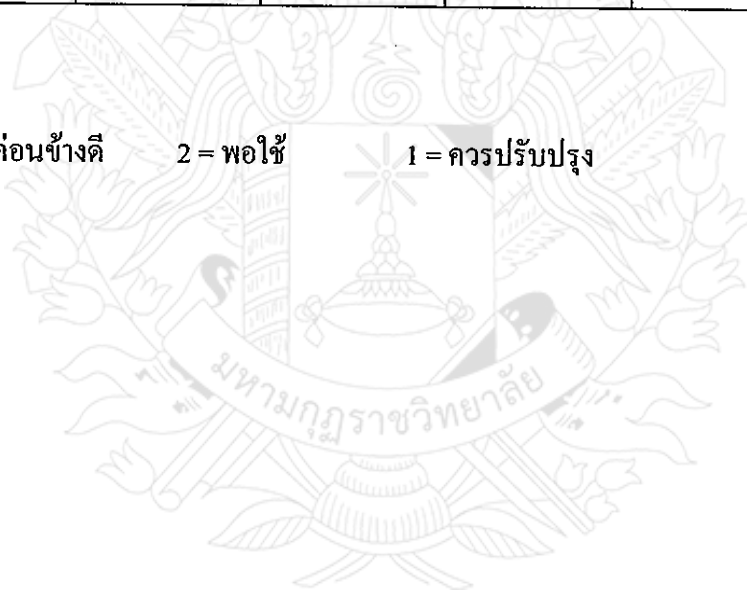 ค่อนข้างดี 2 = พอใช้ 1 = ควรปรับปรุง
มหามกุฏราชวิทยาลัย